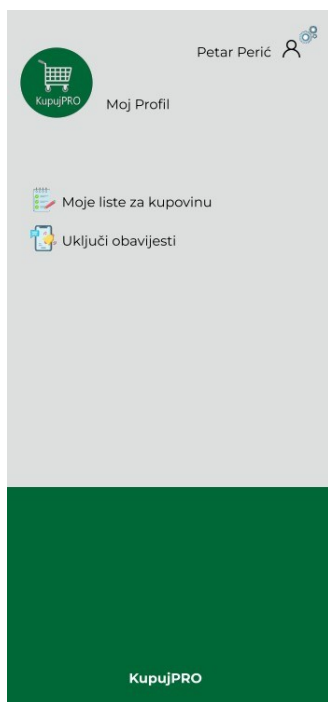 Petar Perić
KupujPRO
Moj Profil
Moje liste za kupovinu
Uključi obavijesti
KupujPRO